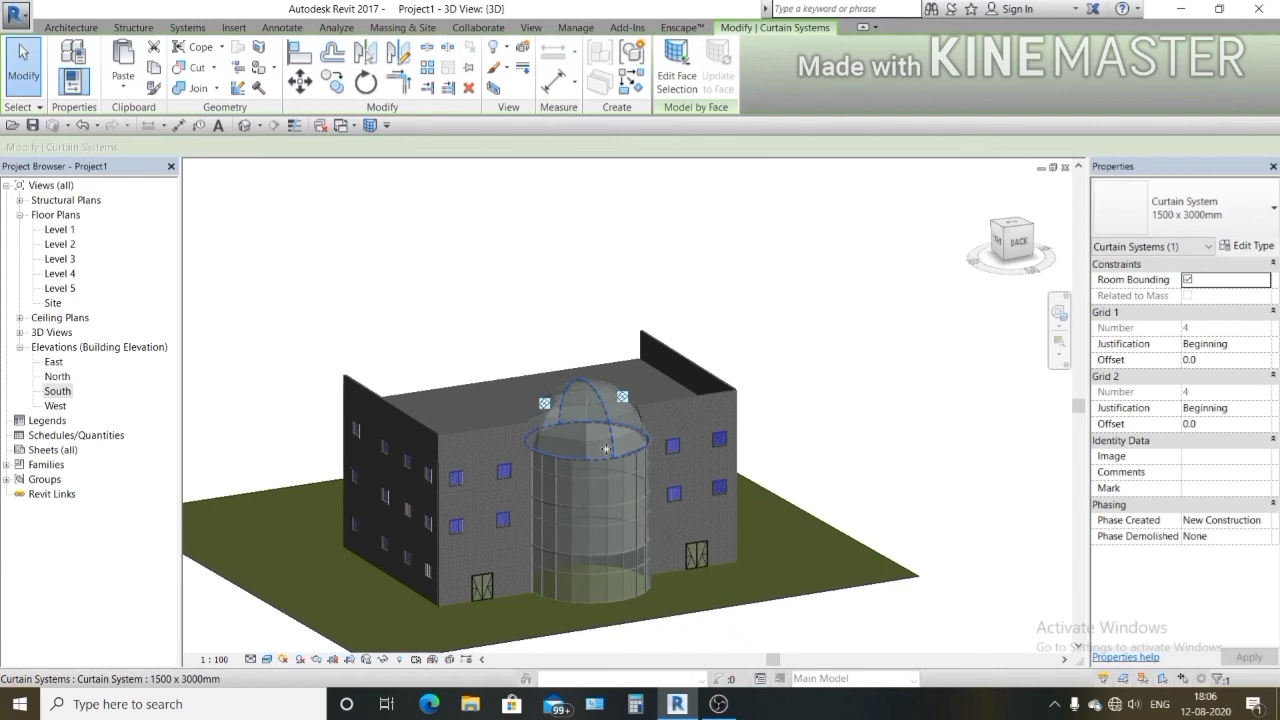 Autodesk Revit 2017 - Project1 - 3D View: {3D}
Type a keyword or phrase
Sign In
Architecture Structure Systems Insert Annotate Analyze Massing & Site Collaborate View Manage Add-Ins Enscape™ Modify | Curtain Systems
Modify
Paste
Cope
Cut
Join
Edit Face Selection
Update to Face
Select Properties Clipboard Geometry Modify View Measure Create Model by Face
Made with KINEMASTER
Modify | Curtain Systems
Project Browser - Project1
Views (all)
Structural Plans
Floor Plans
Level 1
Level 2
Level 3
Level 4
Level 5
Site
Ceiling Plans
3D Views
Elevations (Building Elevation)
East
North
South
West
Legends
Schedules/Quantities
Sheets (all)
Families
Groups
Revit Links
BACK
Properties
Curtain System
1500 x 3000mm
Curtain Systems (1) Edit Type
Constraints
Room Bounding
Related to Mass
Grid 1
Number 4
Justification Beginning
Offset 0.0
Grid 2
Number 4
Justification Beginning
Offset 0.0
Identity Data
Image
Comments
Mark
Phasing
Phase Created New Construction
Phase Demolished None
Activate Windows
Go to Settings to activate Windows.
Properties help Apply
1 : 100
Curtain Systems : Curtain System : 1500 x 3000mm
:0
Main Model
:1
Type here to search
99+
ENG
18:06
12-08-2020